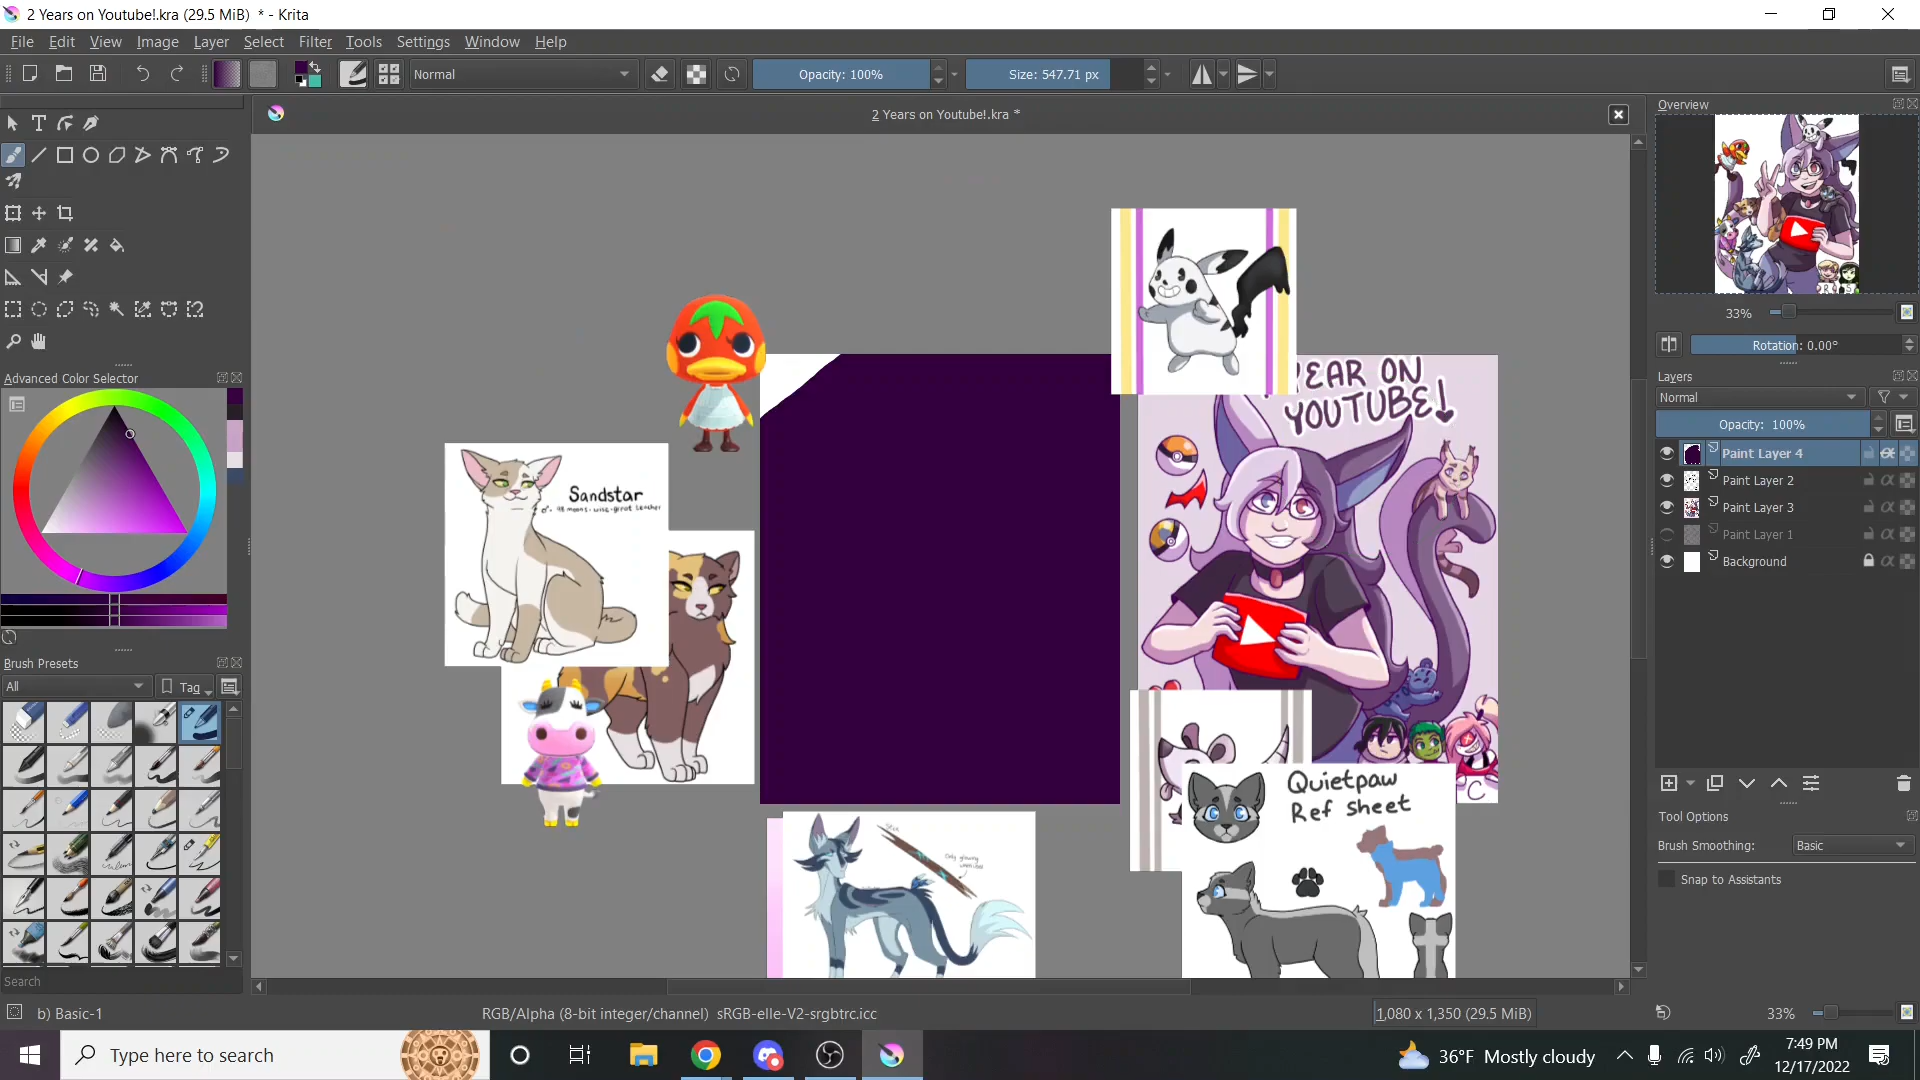 2 Years on Youtube!.kra (29.5 MiB) * - Krita
File Edit View Image Layer Select Filter Tools Settings Window Help
Normal
Opacity: 100%
Size: 547.71 px
2 Years on Youtube!.kra *
Overview
33%
Rotation: 0.00°
Advanced Color Selector
Layers
Normal
Opacity: 100%
Paint Layer 4
Paint Layer 2
Paint Layer 3
Paint Layer 1
Background
EAR ON
YOUTUBE!
Sandstar
Brush Presets
All
Tag
Quietpaw
Ref sheet
C
Tool Options
Brush Smoothing: Basic
Snap to Assistants
Search
b) Basic-1
RGB/Alpha (8-bit integer/channel) sRGB-elle-V2-srgbtrc.icc
1,080 x 1,350 (29.5 MiB)
33%
Type here to search
36°F Mostly cloudy
7:49 PM
12/17/2022